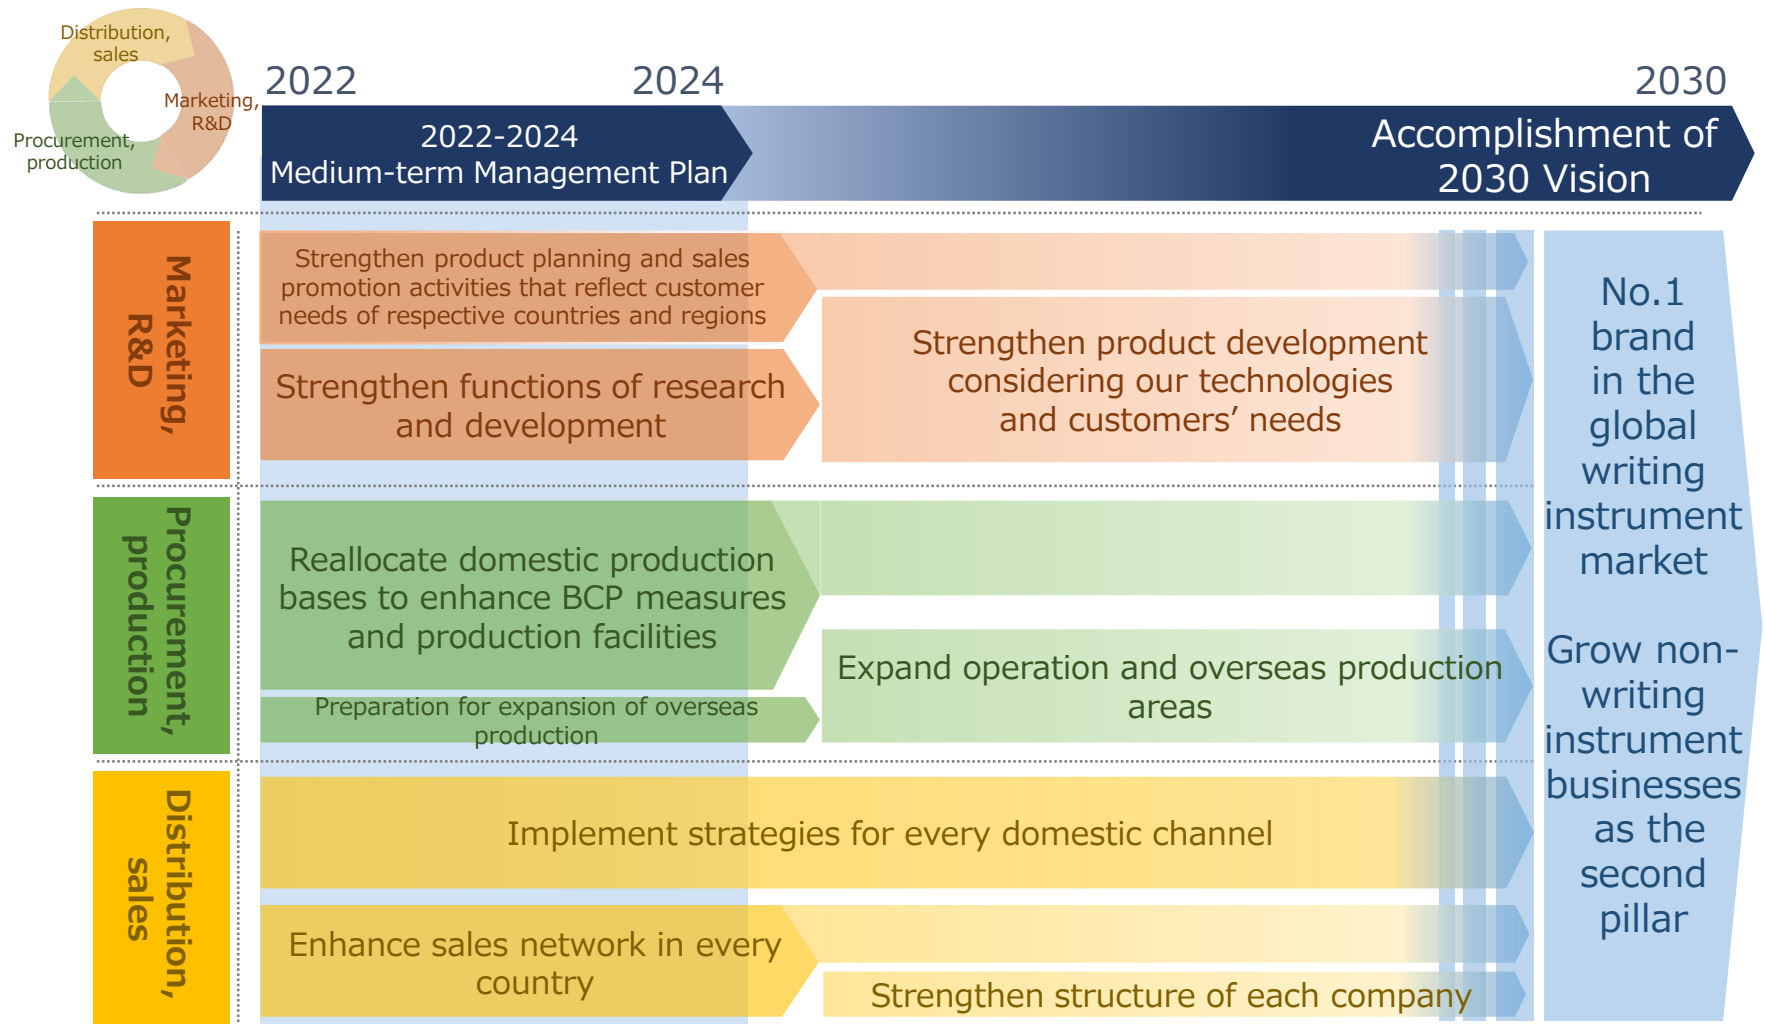 Distribution,
sales
Marketing,
R&D
Procurement,
production
2022
2024
2030
2022-2024
Medium-term Management Plan
Accomplishment of
2030 Vision
Marketing,
R&D
Strengthen product planning and sales
promotion activities that reflect customer
needs of respective countries and regions
Strengthen functions of research
and development
Strengthen product development
considering our technologies
and customers’ needs
Procurement,
production
Reallocate domestic production
bases to enhance BCP measures
and production facilities
Preparation for expansion of overseas
production
Expand operation and overseas production
areas
Distribution,
sales
Implement strategies for every domestic channel
Enhance sales network in every
country
Strengthen structure of each company
No.1
brand
in the
global
writing
instrument
market
Grow non-
writing
instrument
businesses
as the
second
pillar